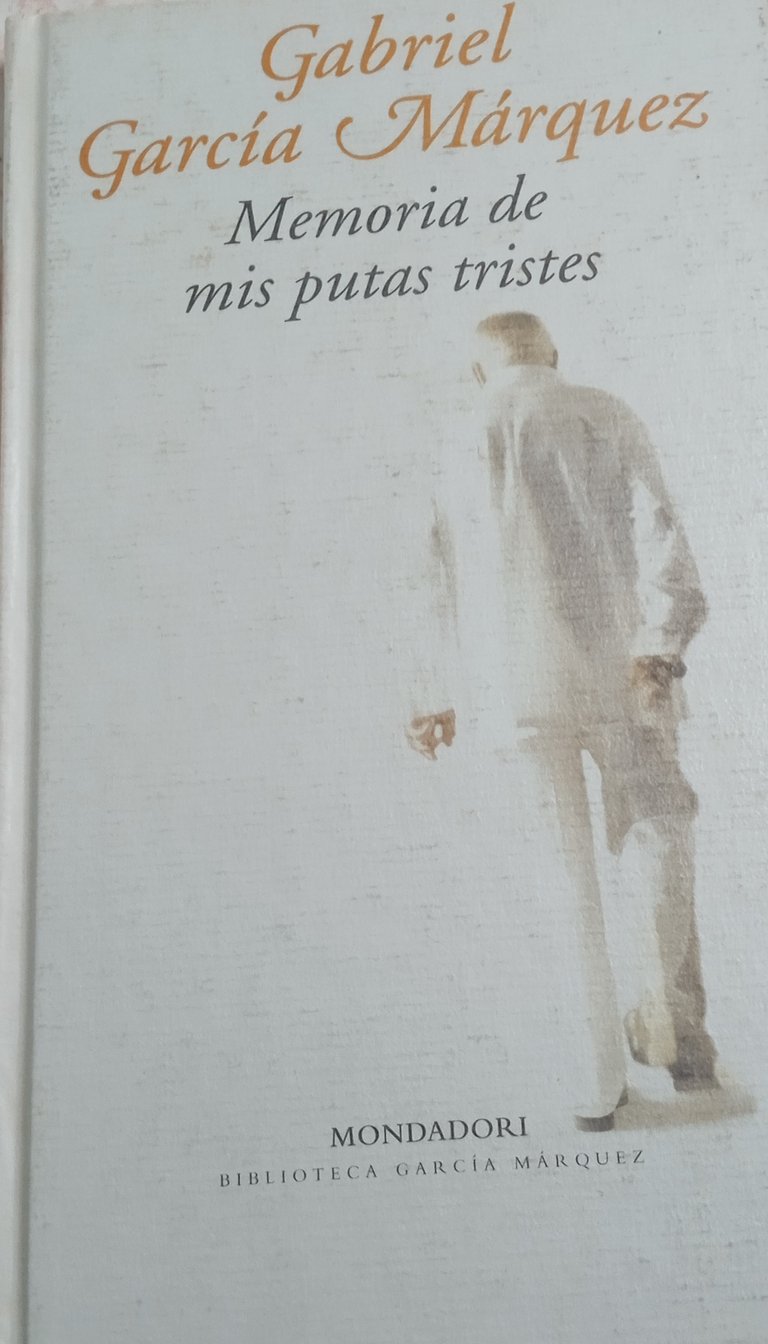 Gabriel
García Márquez
Memoria de
mis putas tristes
MONDADORI
BIBLIOTECA GARCÍA MÁRQUEZ